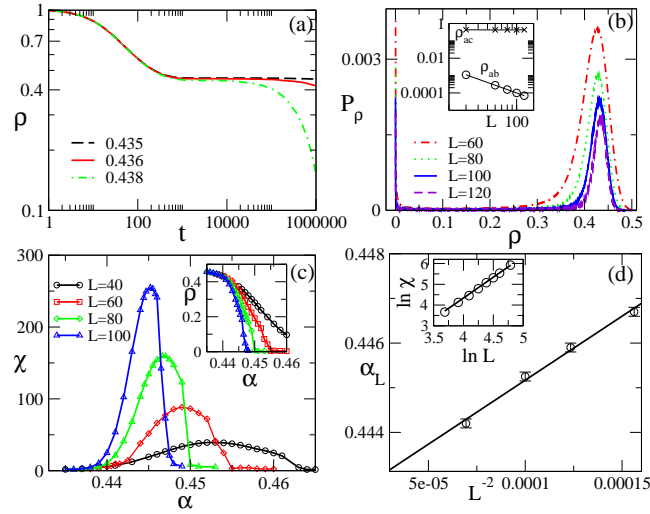 (a)
1
0.4
0.1
ρ
0.435
0.436
0.438
1
100
10000
1000000
t
(b)
0.003
0
P_ρ
1
ρ_ac
0.01
ρ_ab
0.0001
L 100
L=60
L=80
L=100
L=120
0 0.1 0.2 0.3 0.4 0.5
ρ
(c)
300
250
200
150
100
50
0
χ
L=40
L=60
L=80
L=100
0.4
0.2
0
ρ
0.44 0.45 0.46
α
0.44 0.45 0.46
α
(d)
0.448
0.446
0.444
α_L
6
5
4
3
ln χ
3.5 4 4.5 5
ln L
5e-05 0.0001 0.00015
L^-2